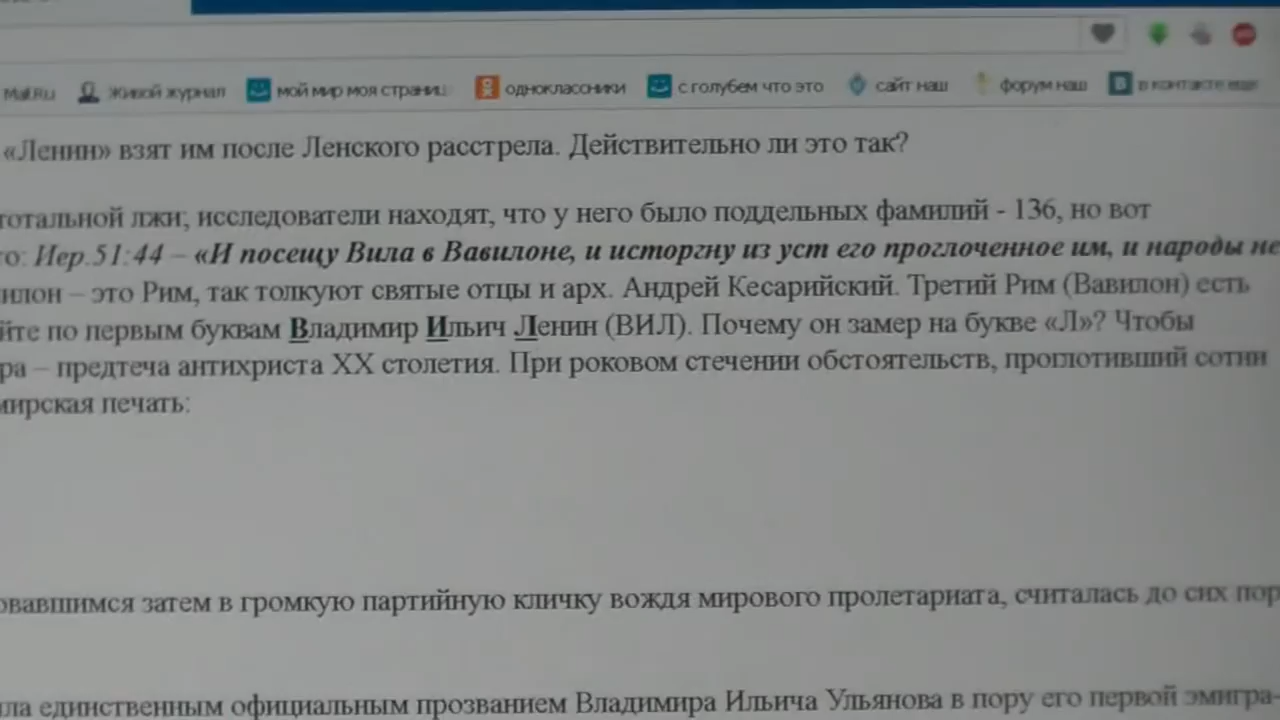 Mail.Ru живой журнал мой мир моя страниц одноклассники с голубем что это сайт наш форум наш в контакте еще
«Ленин» взят им после Ленского расстрела. Действительно ли это так?
тотальной лжи; исследователи находят, что у него было поддельных фамилий - 136, но вот
го: Иер.51:44 – «И посещу Вила в Вавилоне, и исторгну из уст его проглоченное им, и народы не
илон – это Рим, так толкуют святые отцы и арх. Андрей Кесарийский. Третий Рим (Вавилон) есть
йте по первым буквам Владимир Ильич Ленин (ВИЛ). Почему он замер на букве «Л»? Чтобы
ра – предтеча антихриста XX столетия. При роковом стечении обстоятельств, проглотивший сотни
мирская печать:
овавшимся затем в громкую партийную кличку вождя мирового пролетариата, считалась до сих пор
ла единственным официальным прозванием Владимира Ильича Ульянова в пору его первой эмигра-